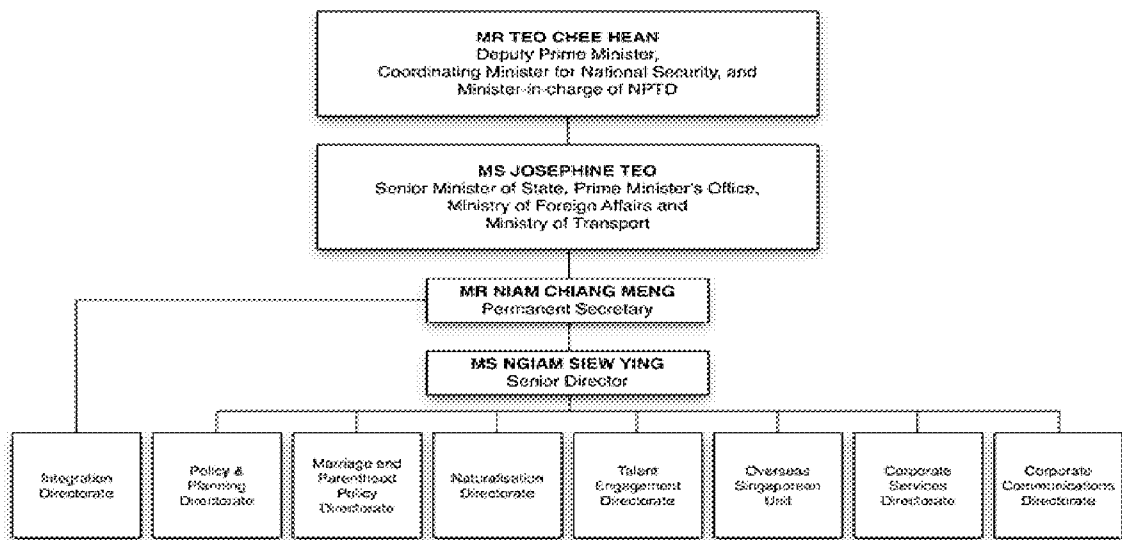 MR TEO CHEE HEAN
Deputy Prime Minister,
Coordinating Minister for National Security, and
Minister-in-charge of NPTD
MS JOSEPHINE TEO
Senior Minister of State, Prime Minister's Office,
Ministry of Foreign Affairs and
Ministry of Transport
MR NIAM CHIANG MENG
Permanent Secretary
MS NGIAM SIEW YING
Senior Director
Integration
Directorate
Policy &
Planning
Directorate
Marriage and
Parenthood
Policy
Directorate
Naturalisation
Directorate
Talent
Engagement
Directorate
Overseas
Singaporean
Unit
Corporate
Services
Directorate
Corporate
Communications
Directorate